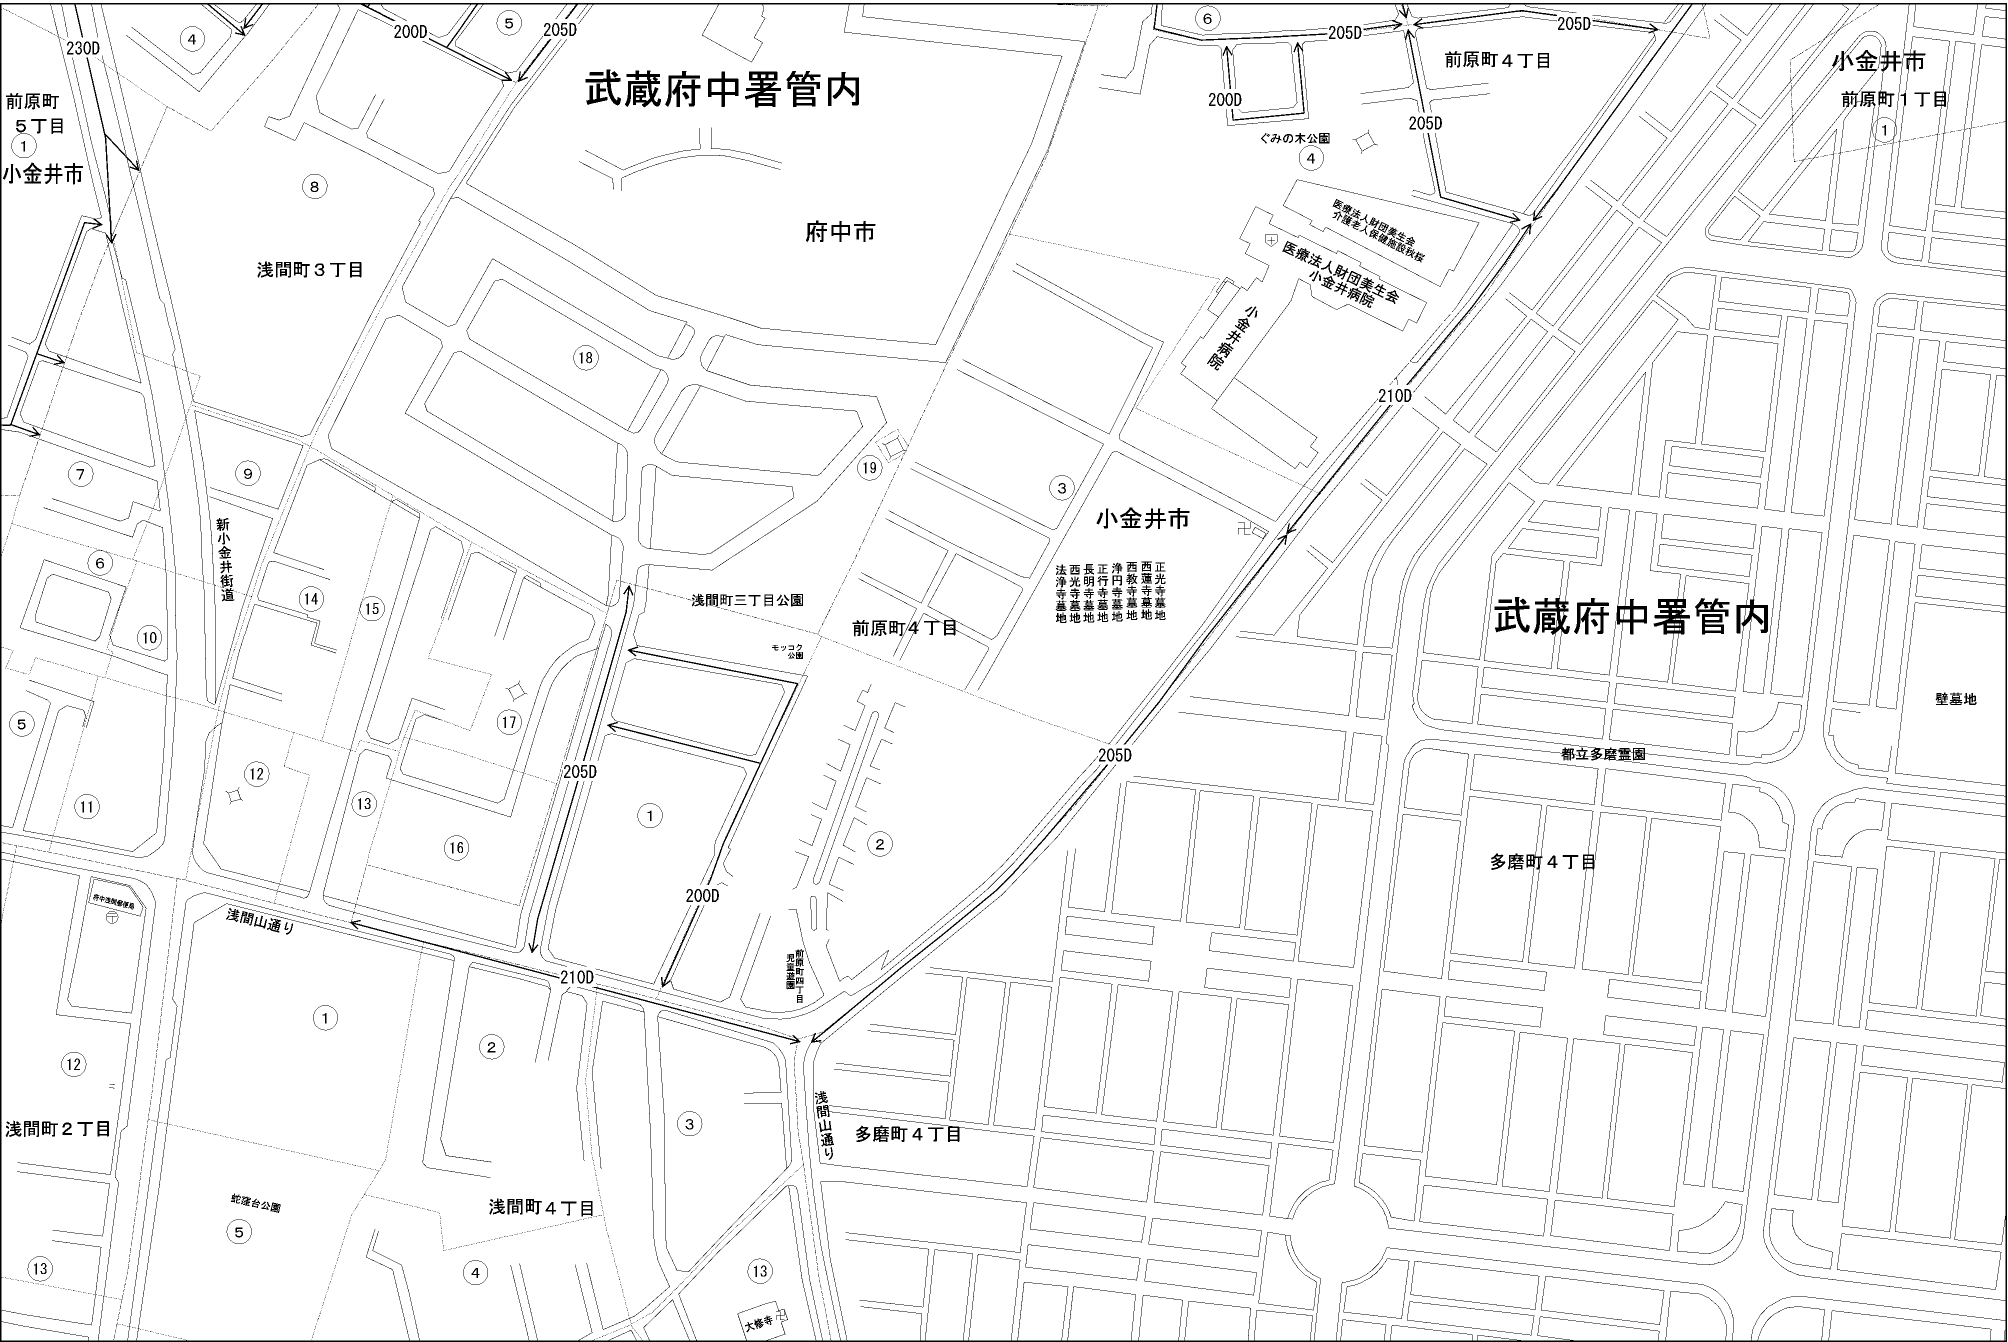 230D
④
200D
⑤
205D
⑥
205D
205D
前原町４丁目
小金井市
前原町１丁目
①
武蔵府中署管内
前原町
５丁目
①
小金井市
200D
205D
ぐみの木公園
④
⑧
府中市
浅間町３丁目
医療法人財団美生会
介護老人保健施設秋桜
医療法人財団美生会
小金井病院
小金井病院
⑱
210D
⑦
⑨
⑲
③
小金井市
新小金井街道
⑥
⑭
⑮
⑩
浅間町三丁目公園
前原町４丁目
モッコク
公園
正光寺墓地
西蓮寺墓地
西教寺墓地
浄円寺墓地
正行寺墓地
長明寺墓地
西光寺墓地
法浄寺墓地
武蔵府中署管内
壁墓地
⑤
⑰
⑫
205D
205D
都立多磨霊園
⑪
⑬
①
⑯
②
多磨町４丁目
200D
府中浅間郵便局
浅間山通り
210D
前原町四丁目
児童遊園
①
②
⑫
③
浅間山通り
浅間町２丁目
多磨町４丁目
蛇窪台公園
⑤
浅間町４丁目
⑬
④
⑬
大修寺